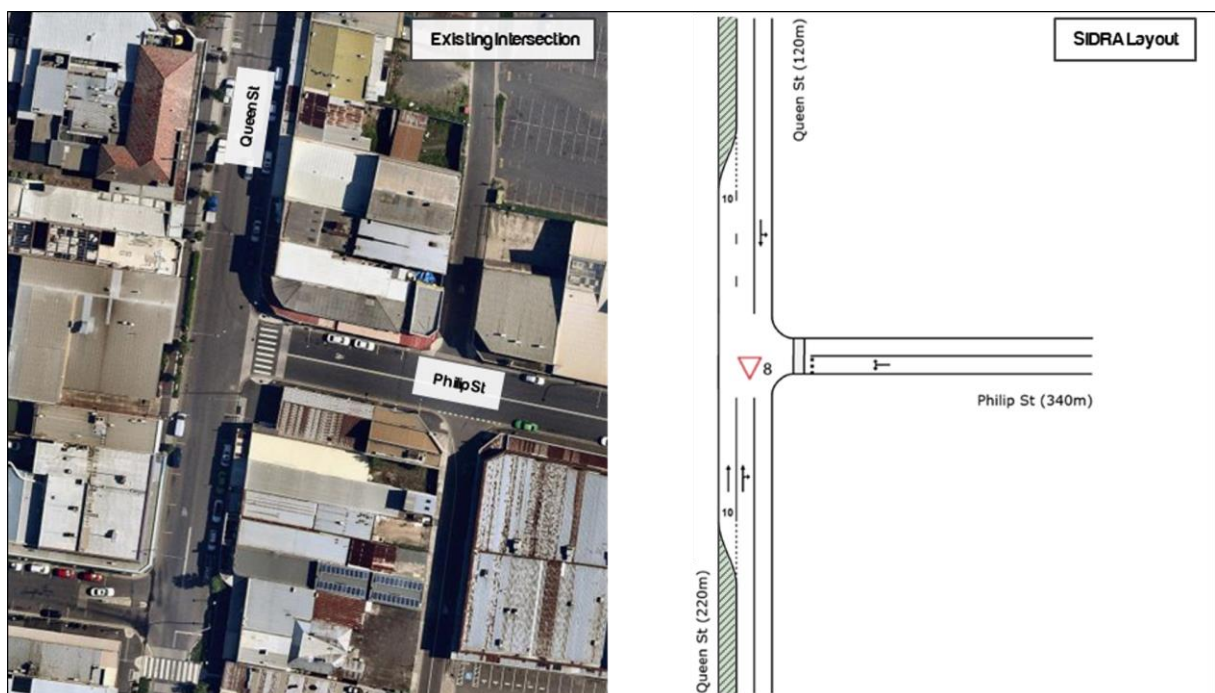 Existing Intersection
Queen St
Philip St
SIDRA Layout
Queen St (120m)
10
8
Philip St (340m)
10
Queen St (220m)